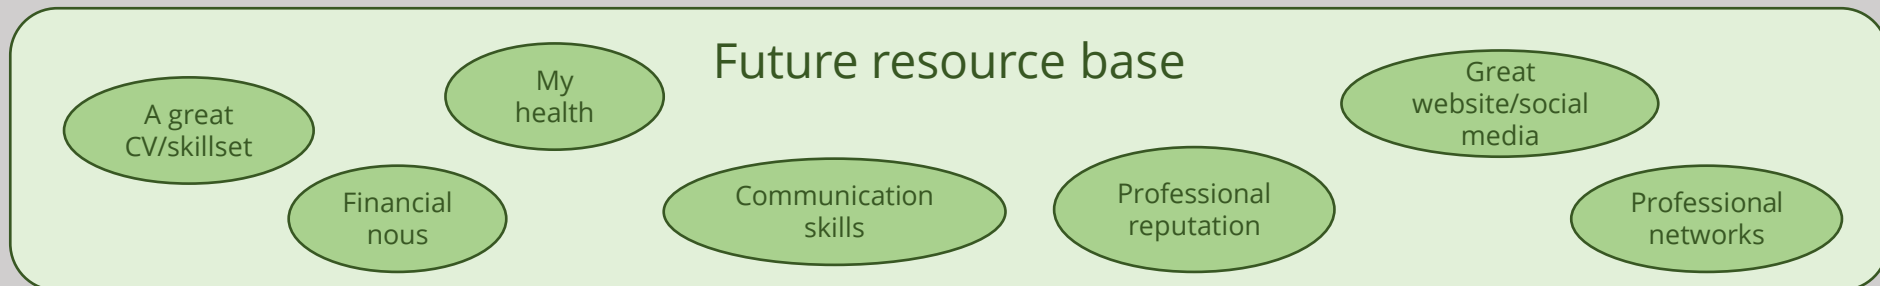 Future resource base
A great
CV/skillset
My
health
Financial
nous
Communication
skills
Professional
reputation
Great
website/social
media
Professional
networks